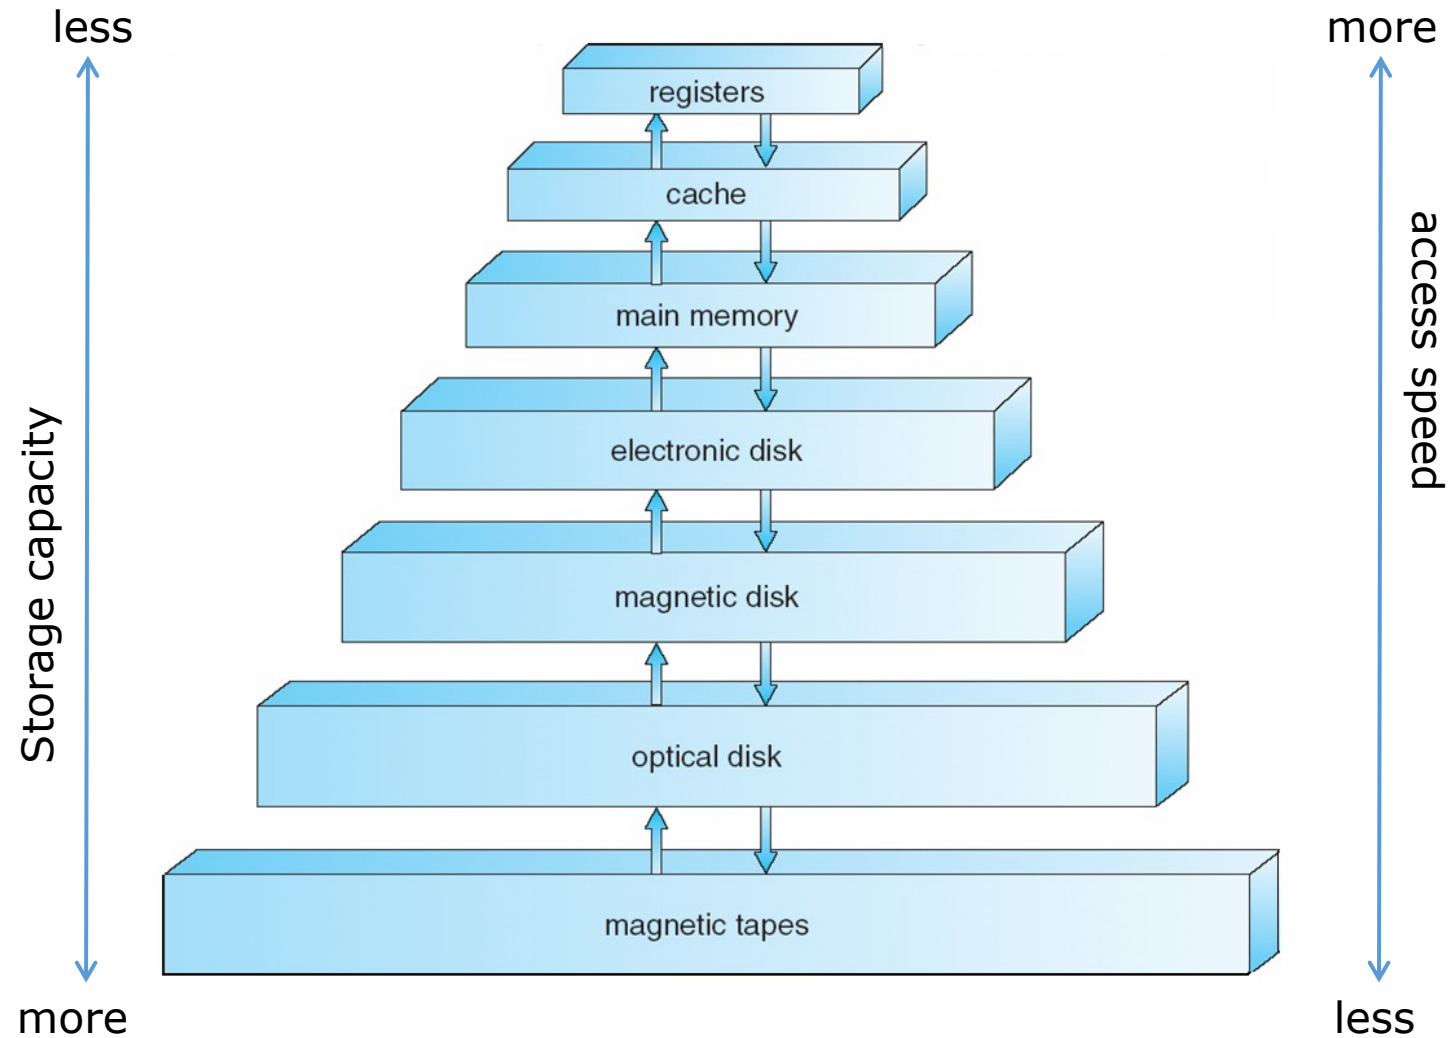 less
more
registers
cache
main memory
electronic disk
magnetic disk
optical disk
magnetic tapes
Storage capacity
access speed
more
less